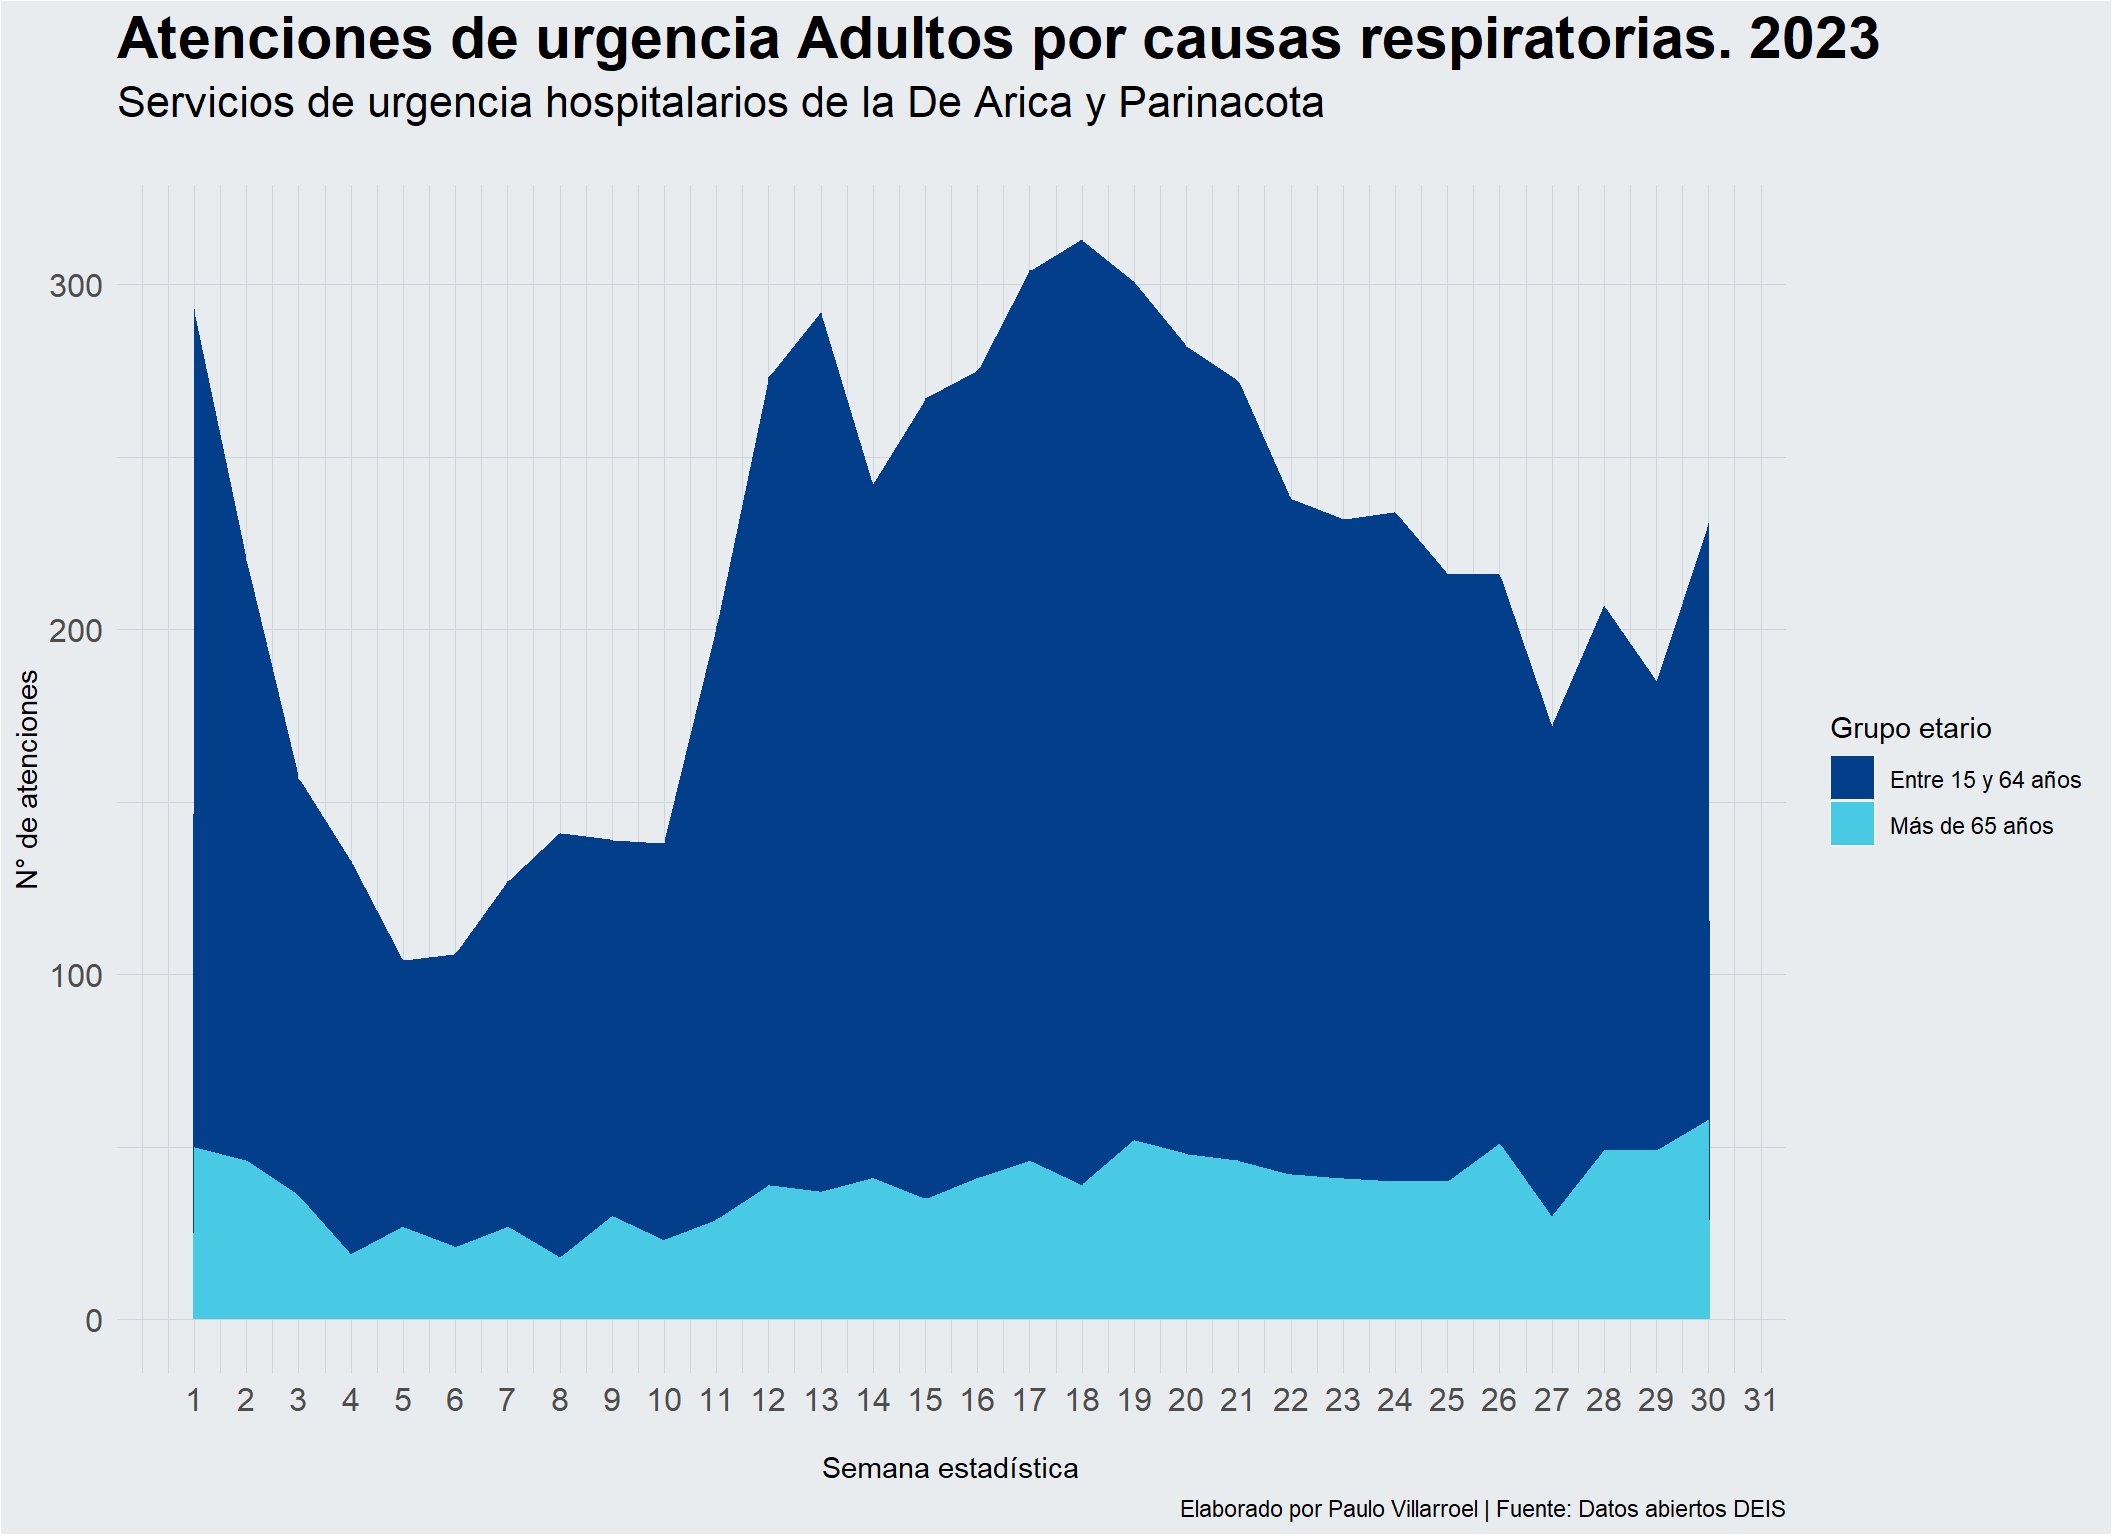 Atenciones de urgencia Adultos por causas respiratorias. 2023
Servicios de urgencia hospitalarios de la De Arica y Parinacota
300
200
100
0
N° de atenciones
1 2 3 4 5 6 7 8 9 10 11 12 13 14 15 16 17 18 19 20 21 22 23 24 25 26 27 28 29 30 31
Semana estadística
Grupo etario
Entre 15 y 64 años
Más de 65 años
Elaborado por Paulo Villarroel | Fuente: Datos abiertos DEIS